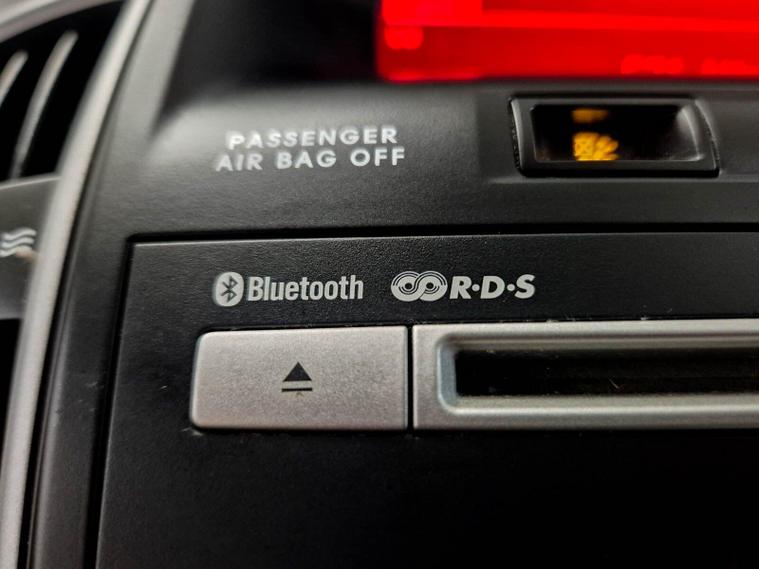 PASSENGER
AIR BAG OFF
Bluetooth R·D·S